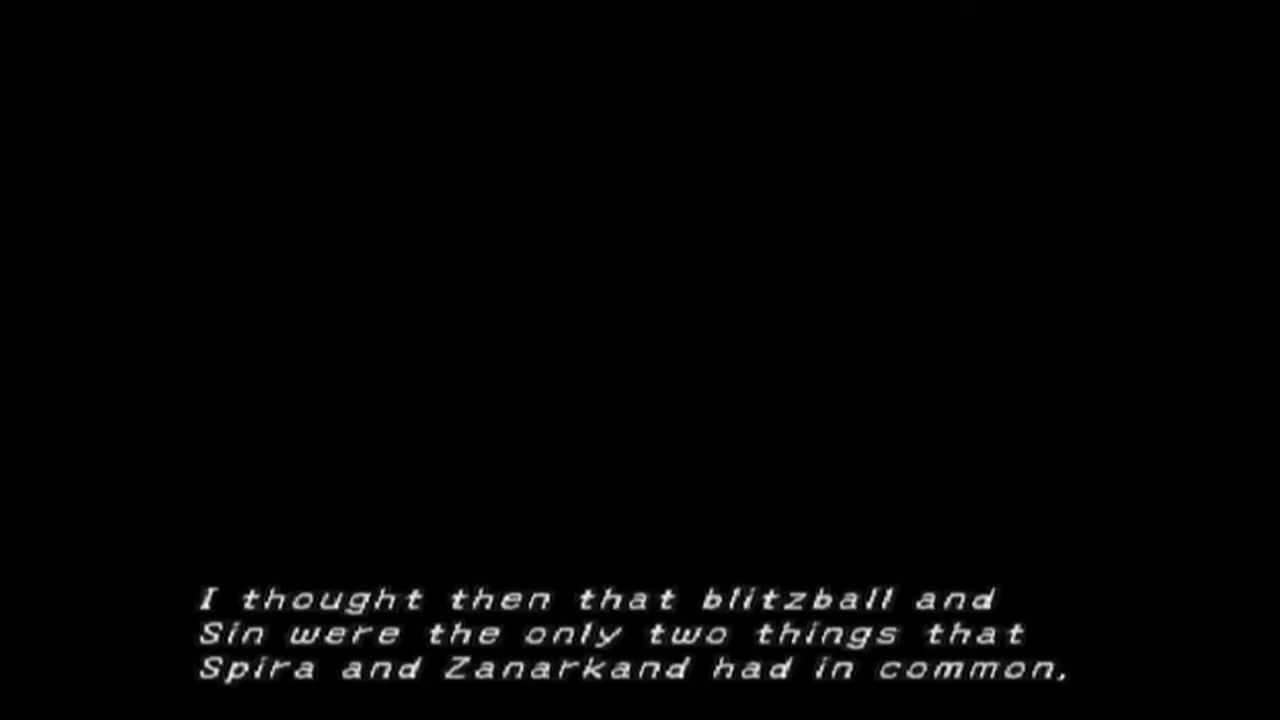 I thought then that blitzball and
Sin were the only two things that
Spira and Zanarkand had in common.